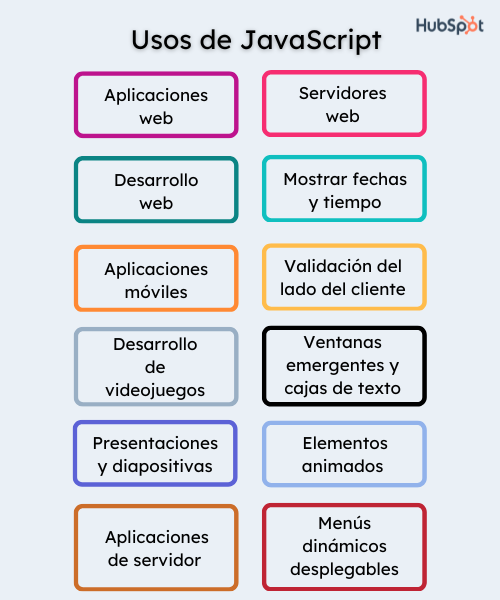 HubSpot
Usos de JavaScript
Aplicaciones
web
Servidores
web
Desarrollo
web
Mostrar fechas
y tiempo
Aplicaciones
móviles
Validación del
lado del cliente
Desarrollo
de
videojuegos
Ventanas
emergentes y
cajas de texto
Presentaciones
y diapositivas
Elementos
animados
Aplicaciones
de servidor
Menús
dinámicos
desplegables